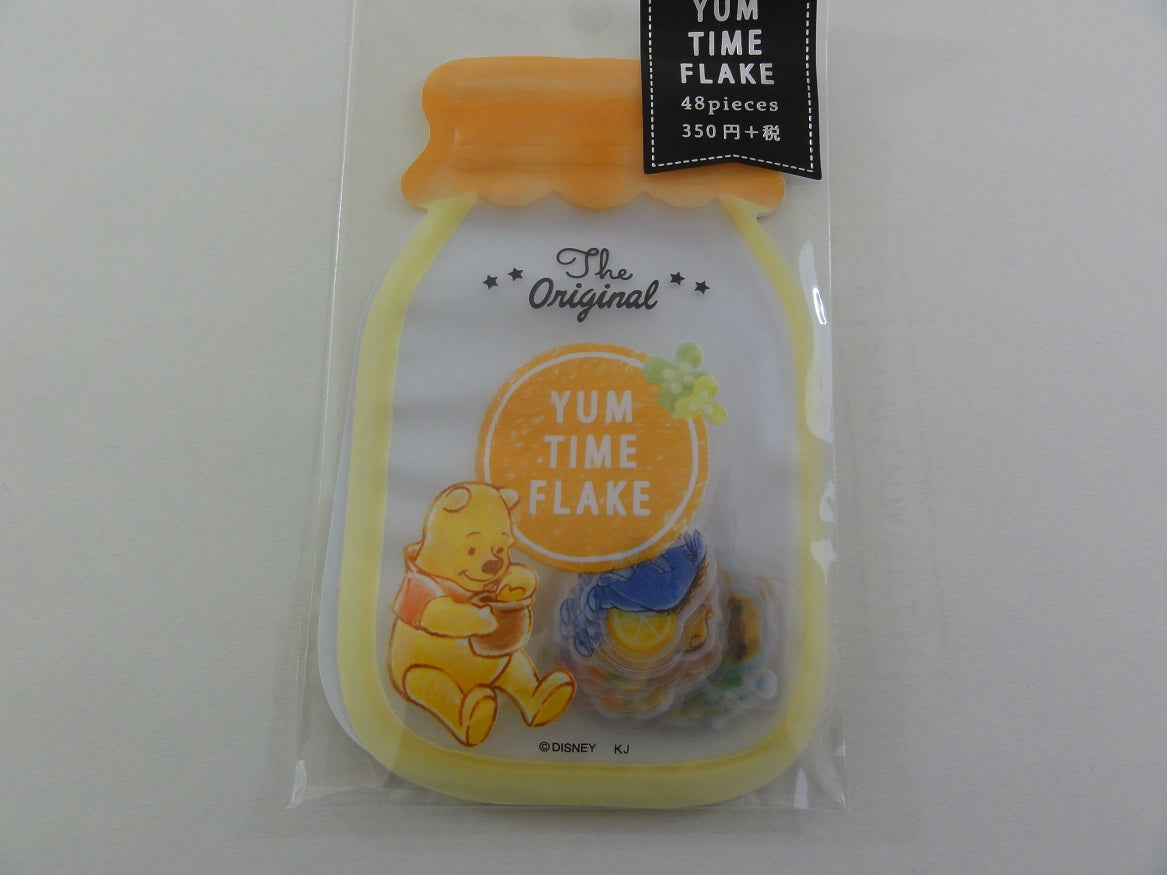 YUM
TIME
FLAKE
48pieces
350円+税
The
Original
YUM
TIME
FLAKE
©DISNEY KJ